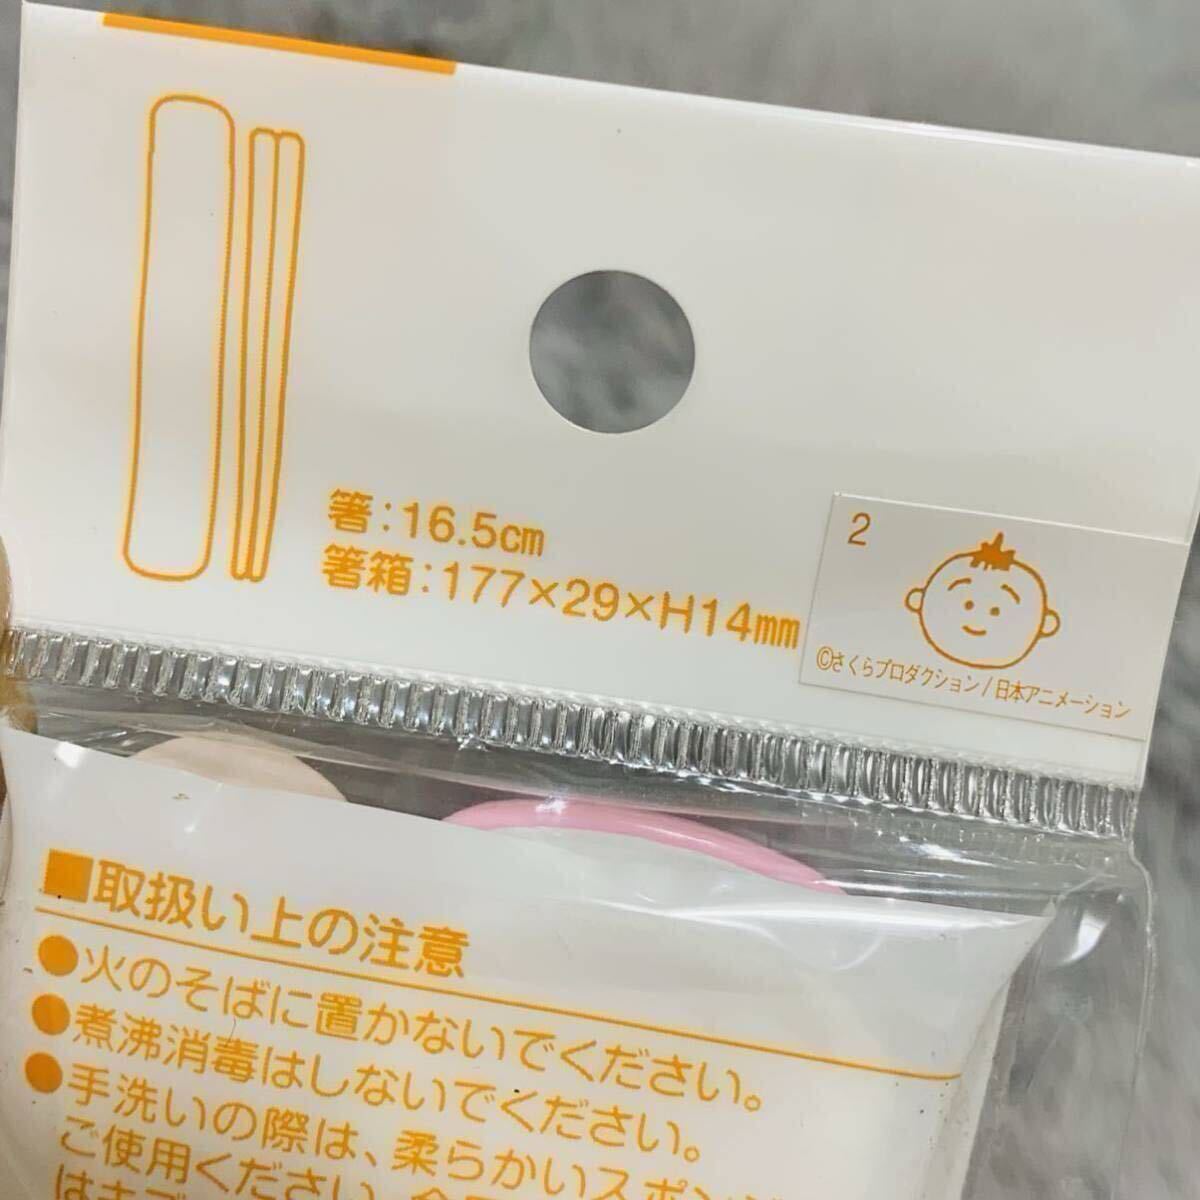 箸:16.5cm
箸箱:177×29×H14mm
2
©さくらプロダクション/日本アニメーション
■取扱い上の注意
●火のそばに置かないでください。
●煮沸消毒はしないでください。
●手洗いの際は、柔らかいスポンジ
ご使用ください。金